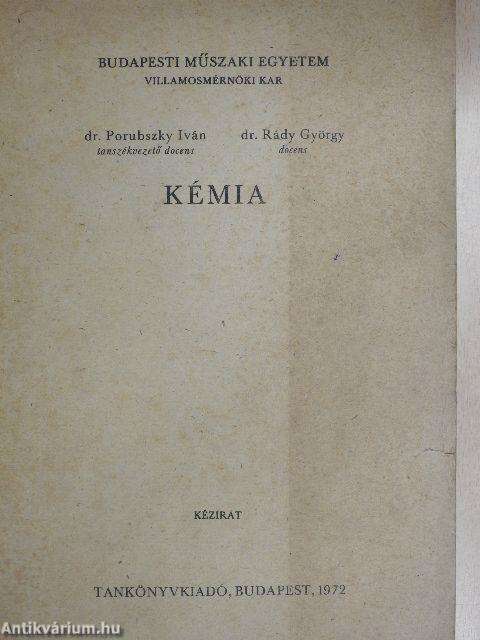 BUDAPESTI MŰSZAKI EGYETEM
VILLAMOSMÉRNÖKI KAR
dr. Porubszky Iván dr. Rády György
tanszékvezető docens docens
KÉMIA
KÉZIRAT
TANKÖNYVKIADÓ, BUDAPEST, 1972
Antikvárium.hu